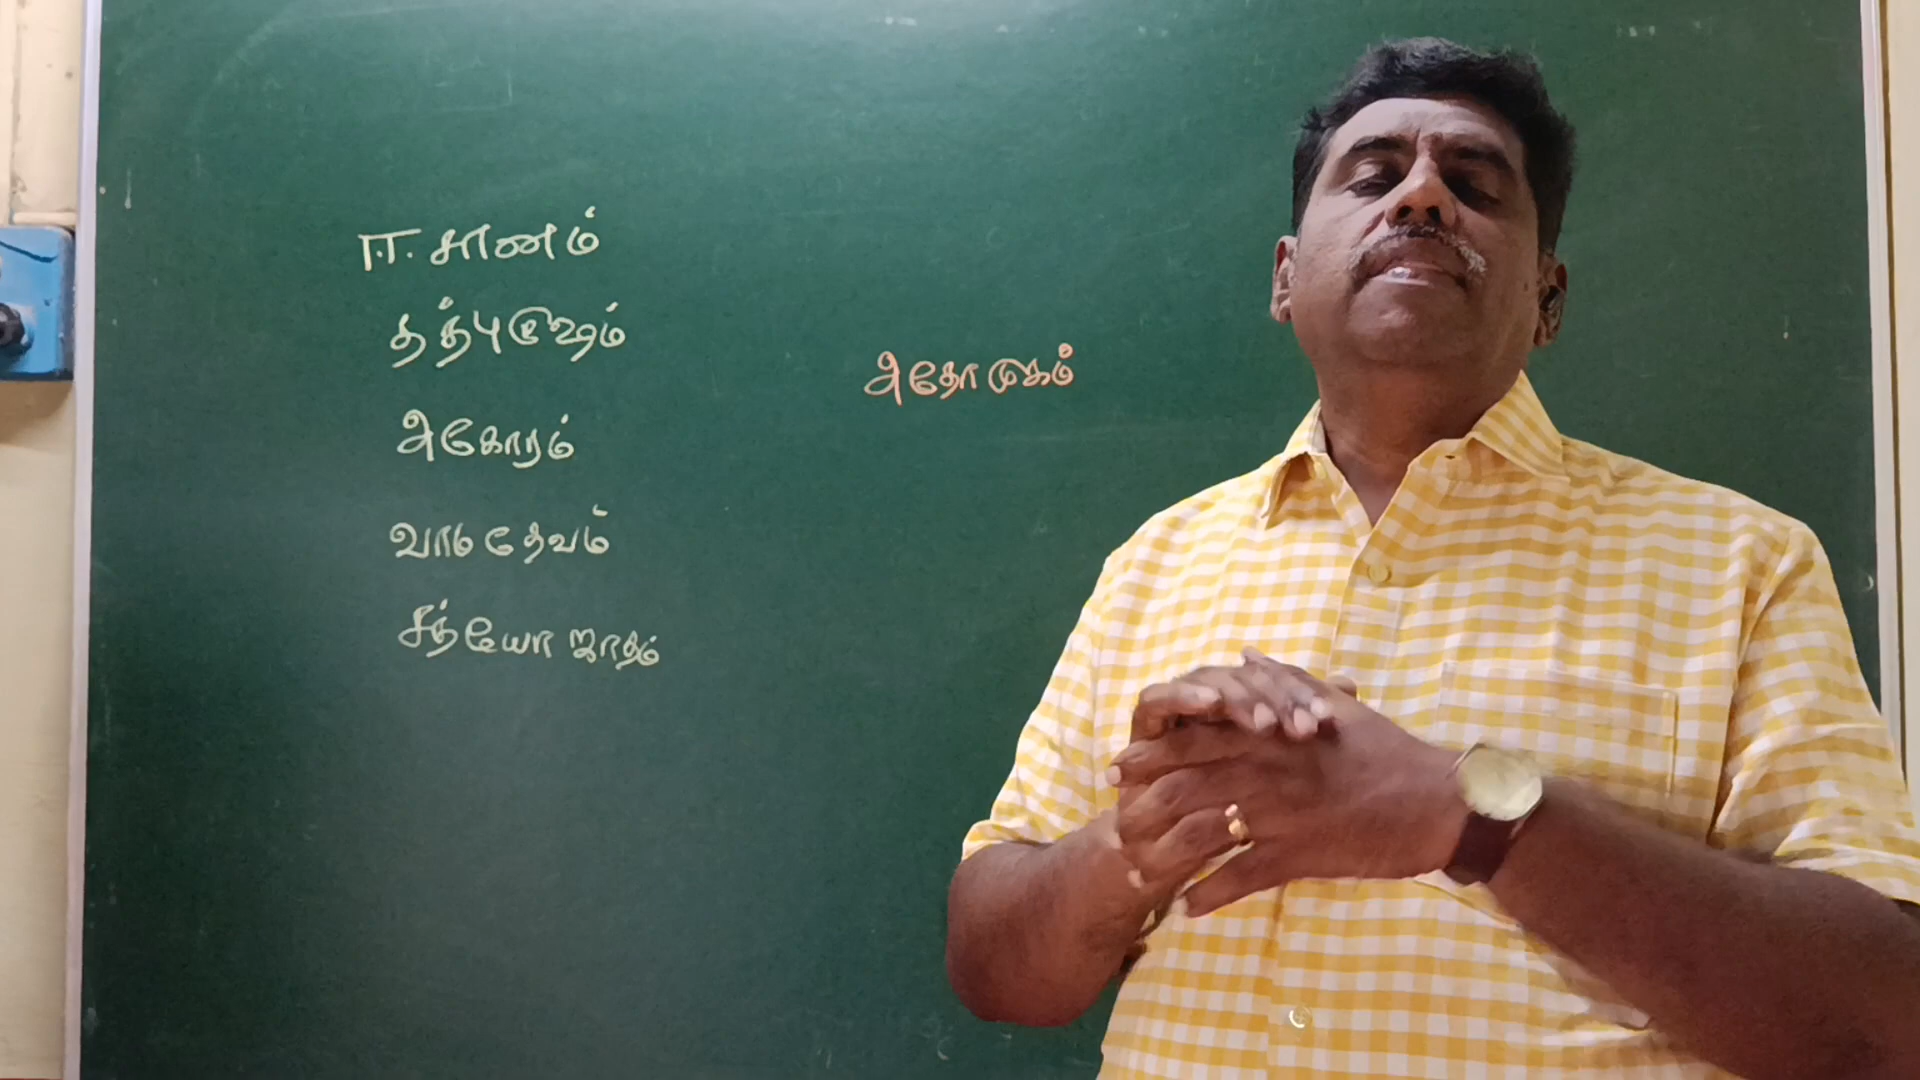 ஈசானம்
தத்புருஷம்
அகோரம்
வாமதேவம்
சத்யோ ஜாதம்
அதோ முகம்